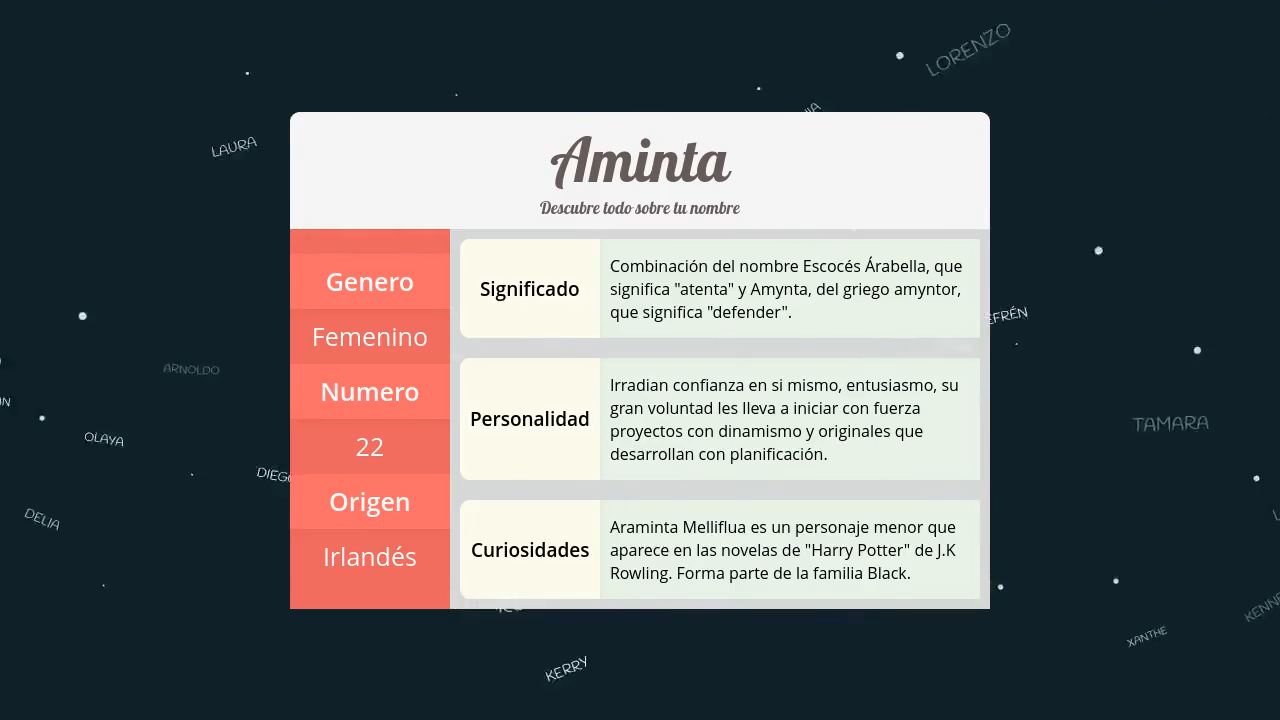 LORENZO
LAURA
Aminta
Descubre todo sobre tu nombre
Genero
Femenino
Numero
22
Origen
Irlandés
Significado
Combinación del nombre Escocés Árabella, que
significa "atenta" y Amynta, del griego amyntor,
que significa "defender".
Personalidad
Irradian confianza en si mismo, entusiasmo, su
gran voluntad les lleva a iniciar con fuerza
proyectos con dinamismo y originales que
desarrollan con planificación.
Curiosidades
Araminta Melliflua es un personaje menor que
aparece en las novelas de "Harry Potter" de J.K
Rowling. Forma parte de la familia Black.
EFRÉN
ARNOLDO
TAMARA
OLAYA
DIEGO
DELIA
XANTHE
KERRY